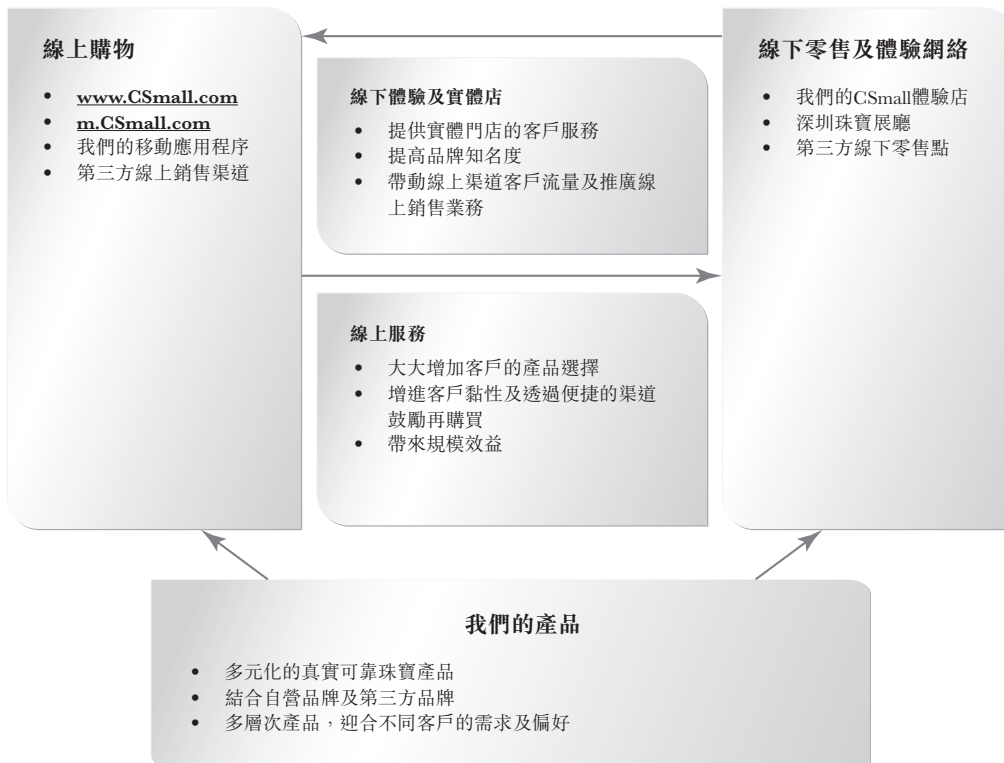 線上購物
• www.CSmall.com
• m.CSmall.com
• 我們的移動應用程序
• 第三方線上銷售渠道
線下體驗及實體店
• 提供實體門店的客戶服務
• 提高品牌知名度
• 帶動線上渠道客戶流量及推廣線
上銷售業務
線上服務
• 大大增加客戶的產品選擇
• 增進客戶黏性及透過便捷的渠道
鼓勵再購買
• 帶來規模效益
線下零售及體驗網絡
• 我們的CSmall體驗店
• 深圳珠寶展廳
• 第三方線下零售點
我們的產品
• 多元化的真實可靠珠寶產品
• 結合自營品牌及第三方品牌
• 多層次產品，迎合不同客戶的需求及偏好